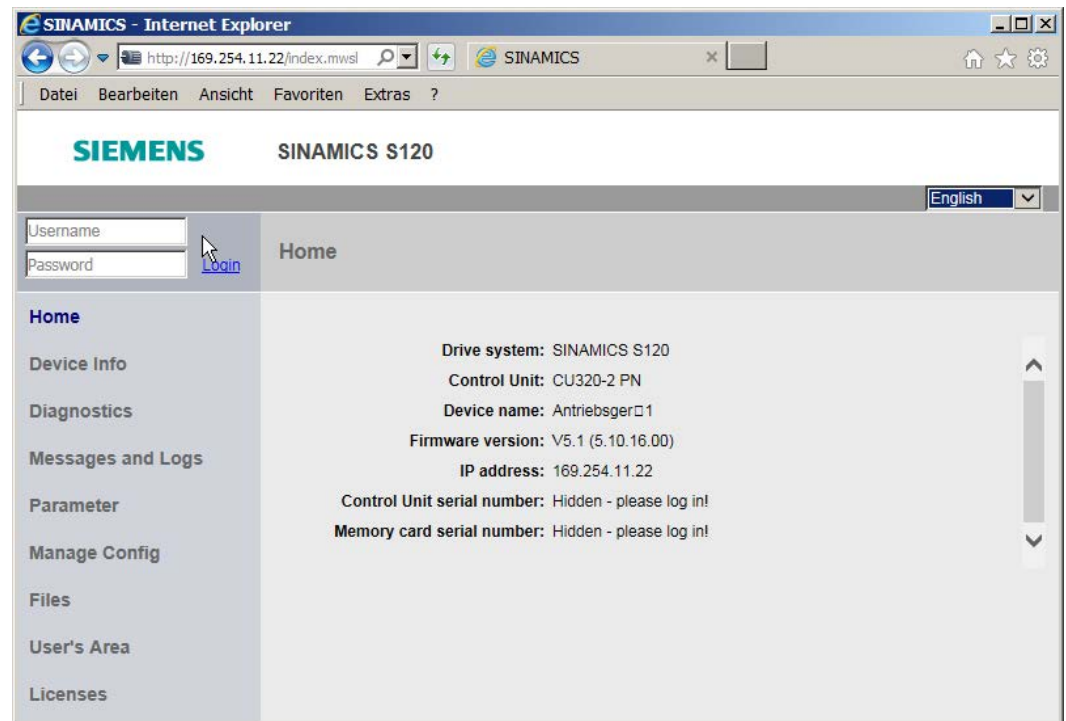 SINAMICS - Internet Explorer
http://169.254.11.22/index.mwsl SINAMICS
Datei Bearbeiten Ansicht Favoriten Extras ?
SIEMENS SINAMICS S120
English
Username
Password Login
Home
Home
Device Info
Diagnostics
Messages and Logs
Parameter
Manage Config
Files
User's Area
Licenses
Drive system: SINAMICS S120
Control Unit: CU320-2 PN
Device name: Antriebsger□1
Firmware version: V5.1 (5.10.16.00)
IP address: 169.254.11.22
Control Unit serial number: Hidden - please log in!
Memory card serial number: Hidden - please log in!